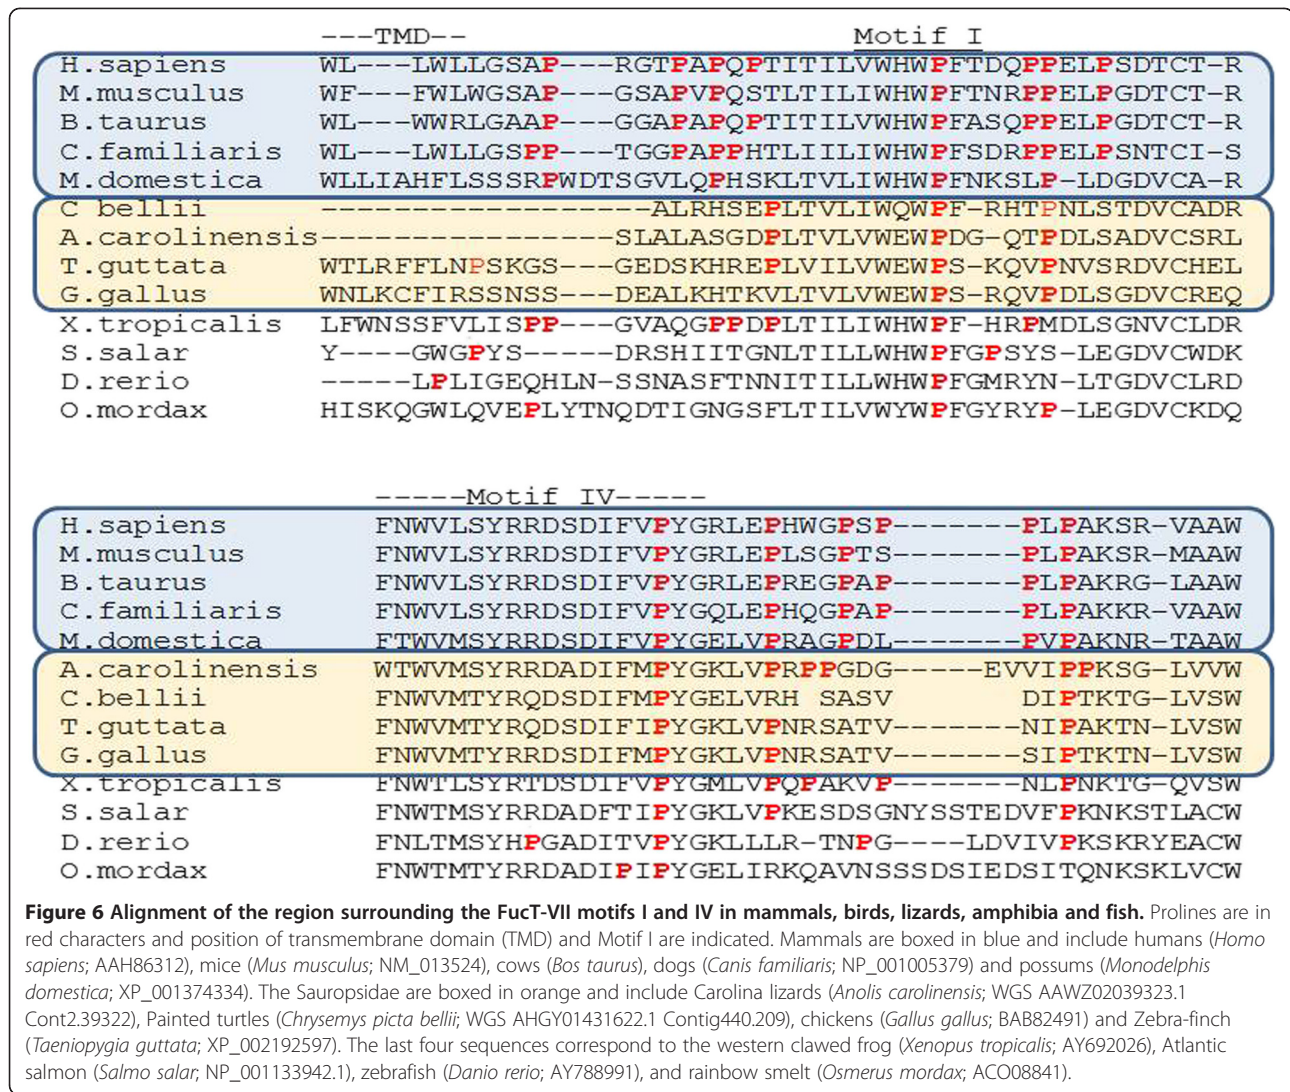 ---TMD-- Motif I
H.sapiens WL---LWLLGSAP---RGTPAPQPTITILVWHWPFTDQPPELPSDTCT-R
M.musculus WF---FWLWGSAP---GSAPVPQSTLTILIWHWPFTNRPPELPGDTCT-R
B.taurus WL---WWRLGAAP---GGAPAPQPTITILVWHWPFASQPPELPGDTCT-R
C.familiaris WL---LWLLGSPP---TGGPAPPHTLIILIWHWPFSDRPPELPSNTCI-S
M.domestica WLLIAHFLSSSRPWDTSGVLQPHSKLTVLIWHWPFNKSLP-LDGDVCA-R
C bellii ------------------ALRHSEPLTVLIWQWPF-RHTPNLSTDVCADR
A.carolinensis----------------SLALASGDPLTVLVWEWPDG-QTPDLSADVCSRL
T.guttata WTLRFFLNPSKGS---GEDSKHREPLVILVWEWPS-KQVPNVSRDVCHEL
G.gallus WNLKCFIRSSNSS---DEALKHTKVLTVLVWEWPS-RQVPDLSGDVCREQ
X.tropicalis LFWNSSFVLISPP---GVAQGPPDPLTILIWHWPF-HRPMDLSGNVCLDR
S.salar Y----GWGPYS-----DRSHIITGNLTILLWHWPFGPSYS-LEGDVCWDK
D.rerio -----LPLIGEQHLN-SSNASFTNNITILLWHWPFGMRYN-LTGDVCLRD
O.mordax HISKQGWLQVEPLYTNQDTIGNGSFLTILVWYWPFGYRYP-LEGDVCKDQ
-----Motif IV-----
H.sapiens FNWVLSYRRDSDIFVPYGRLEPHWGPSP-------PLPAKSR-VAAW
M.musculus FNWVLSYRRDSDIFVPYGRLEPLSGPTS-------PLPAKSR-MAAW
B.taurus FNWVLSYRRDSDIFVPYGRLEPREGPAP-------PLPAKRG-LAAW
C.familiaris FNWVLSYRRDSDIFVPYGQLEPHQGPAP-------PLPAKKR-VAAW
M.domestica FTWVMSYRRDSDIFVPYGELVPRAGPDL-------PVPAKNR-TAAW
A.carolinensis WTWVMSYRRDADIFMPYGKLVPRPPGDG-----EVVIPPKSG-LVVW
C.bellii FNWVMTYRQDSDIFMPYGELVRH SASV DIPTKTG-LVSW
T.guttata FNWVMTYRQDSDIFIPYGKLVPNRSATV-------NIPAKTN-LVSW
G.gallus FNWVMTYRRDSDIFMPYGKLVPNRSATV-------SIPTKTN-LVSW
X.tropicalis FNWTLSYRTDSDIFVPYGMLVPQPAKVP-------NLPNKTG-QVSW
S.salar FNWTMSYRRDADFTIPYGKLVPKESDSGNYSSTEDVFPKNKSTLACW
D.rerio FNLTMSYHPGADITVPYGKLLLR-TNPG----LDVIVPKSKRYEACW
O.mordax FNWTMTYRRDADIPIPYGELIRKQAVNSSSDSIEDSITQNKSKLVCW
Figure 6 Alignment of the region surrounding the FucT-VII motifs I and IV in mammals, birds, lizards, amphibia and fish. Prolines are in
red characters and position of transmembrane domain (TMD) and Motif I are indicated. Mammals are boxed in blue and include humans (Homo
sapiens; AAH86312), mice (Mus musculus; NM_013524), cows (Bos taurus), dogs (Canis familiaris; NP_001005379) and possums (Monodelphis
domestica; XP_001374334). The Sauropsidae are boxed in orange and include Carolina lizards (Anolis carolinensis; WGS AAWZ02039323.1
Cont2.39322), Painted turtles (Chrysemys picta bellii; WGS AHGY01431622.1 Contig440.209), chickens (Gallus gallus; BAB82491) and Zebra-finch
(Taeniopygia guttata; XP_002192597). The last four sequences correspond to the western clawed frog (Xenopus tropicalis; AY692026), Atlantic
salmon (Salmo salar; NP_001133942.1), zebrafish (Danio rerio; AY788991), and rainbow smelt (Osmerus mordax; ACO08841).